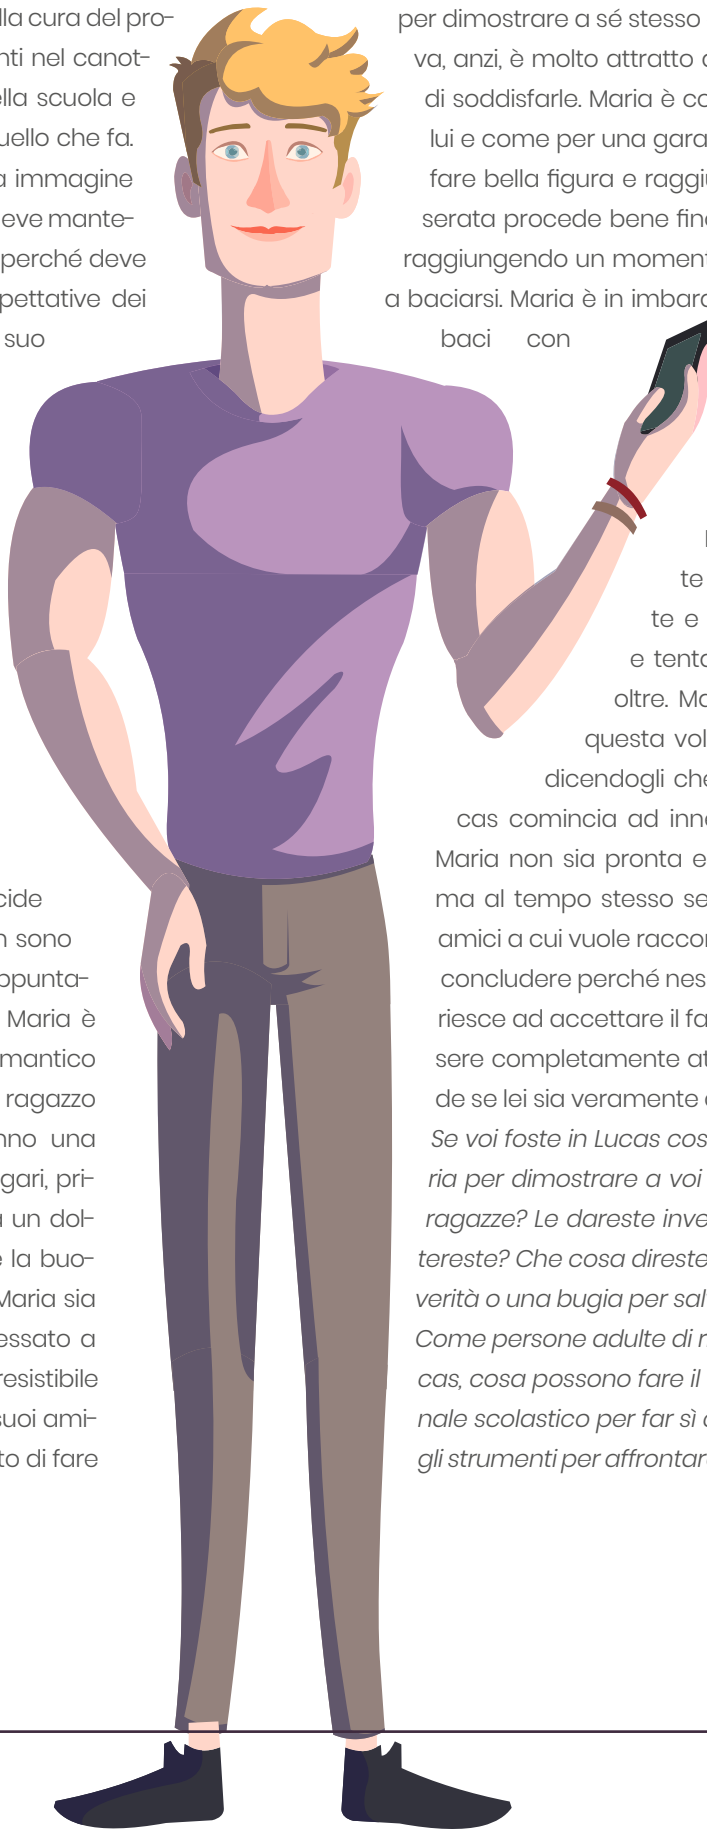 lla cura del pro-
nti nel canot-
ella scuola e
uello che fa.
a immagine
eve mante-
perché deve
pettative dei
suo
cide
n sono
ppunta-
Maria è
mantico
ragazzo
nno una
gari, pri-
a un dol-
e la buo-
Maria sia
essato a
resistibile
suoi ami-
to di fare
per dimostrare a sé stesso
va, anzi, è molto attratto
di soddisfarle. Maria è co
lui e come per una gara
fare bella figura e raggiu
serata procede bene fin
raggiungendo un momen
a baciarsi. Maria è in imbar
baci con
te
te e
e tento
oltre. Ma
questa vol
dicendogli che
cas comincia ad inn
Maria non sia pronta e
ma al tempo stesso se
amici a cui vuole raccon
concludere perché nes
riesce ad accettare il fa
sere completamente at
de se lei sia veramente
Se voi foste in Lucas cos
ria per dimostrare a voi
ragazze? Le dareste inve
tereste? Che cosa direste
verità o una bugia per sal
Come persone adulte di
cas, cosa possono fare il
nale scolastico per far sì
gli strumenti per affrontar